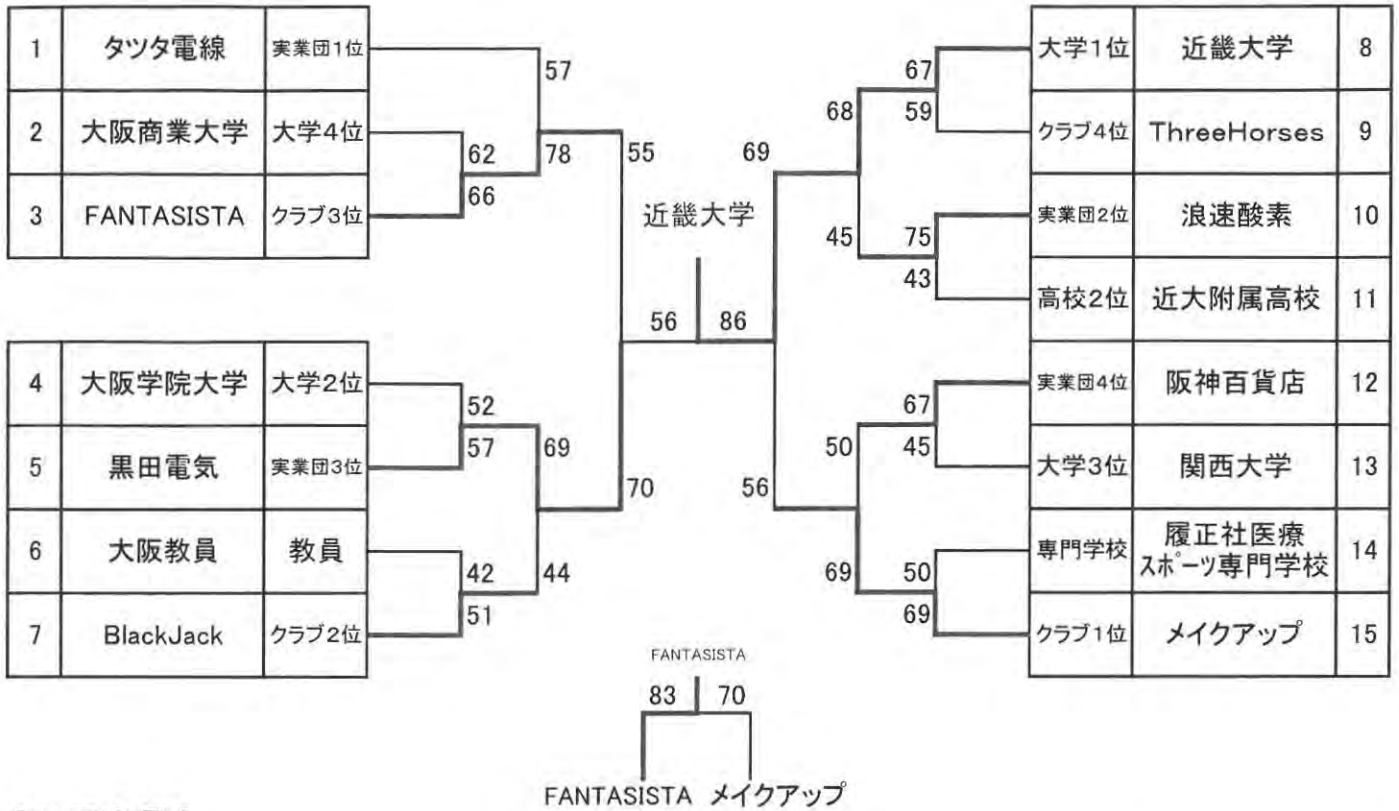 1 タツタ電線 実業団1位
2 大阪商業大学 大学4位
3 FANTASISTA クラブ3位
4 大阪学院大学 大学2位
5 黒田電気 実業団3位
6 大阪教員 教員
7 BlackJack クラブ2位
57
62
78
66
55
52
57
69
70
42
51
44
近畿大学
56 86
69
68
67
59
45
75
43
50
67
45
56
69
50
69
大学1位 近畿大学 8
クラブ4位 ThreeHorses 9
実業団2位 浪速酸素 10
高校2位 近大附属高校 11
実業団4位 阪神百貨店 12
大学3位 関西大学 13
専門学校 履正社医療
スポーツ専門学校 14
クラブ1位 メイクアップ 15
FANTASISTA
83 70
FANTASISTA メイクアップ